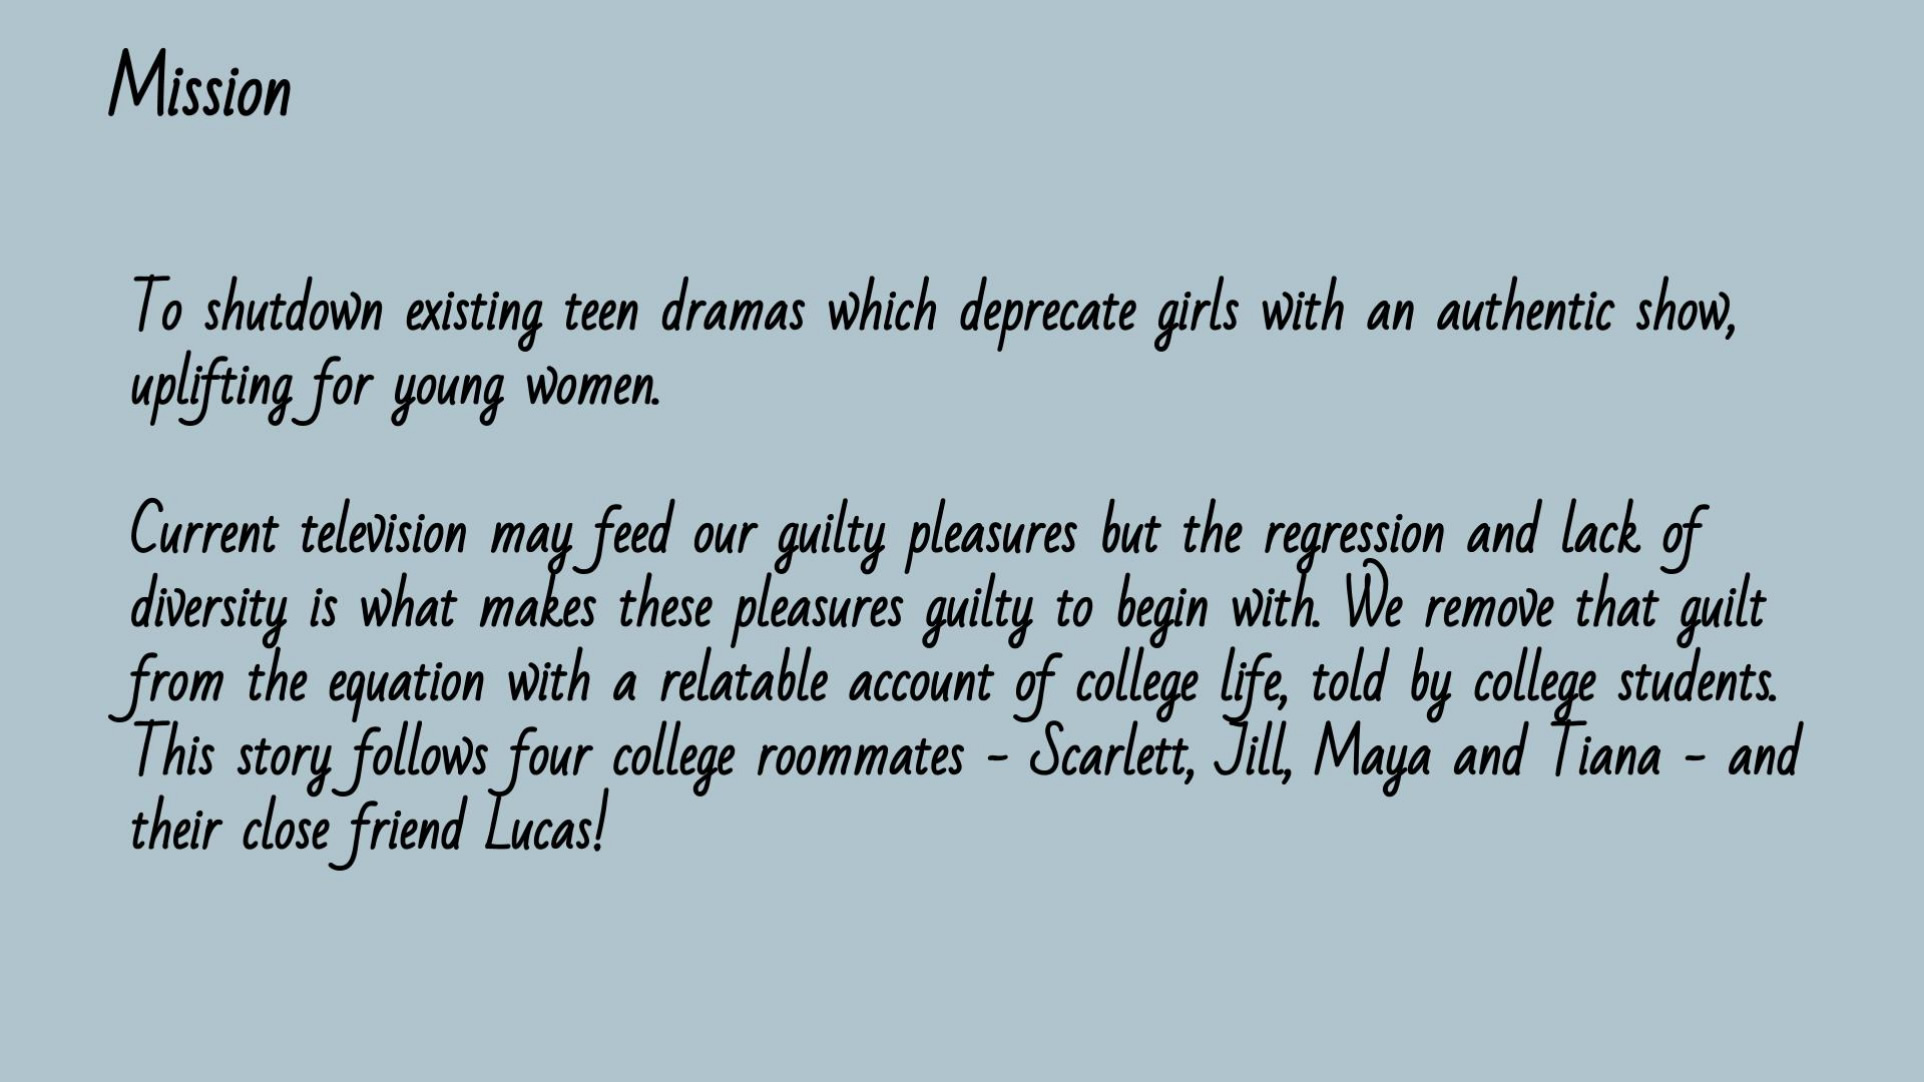 Mission
To shutdown existing teen dramas which deprecate girls with an authentic show,
uplifting for young women.
Current television may feed our guilty pleasures but the regression and lack of
diversity is what makes these pleasures guilty to begin with. We remove that guilt
from the equation with a relatable account of college life, told by college students.
This story follows four college roommates - Scarlett, Jill, Maya and Tiana - and
their close friend Lucas!